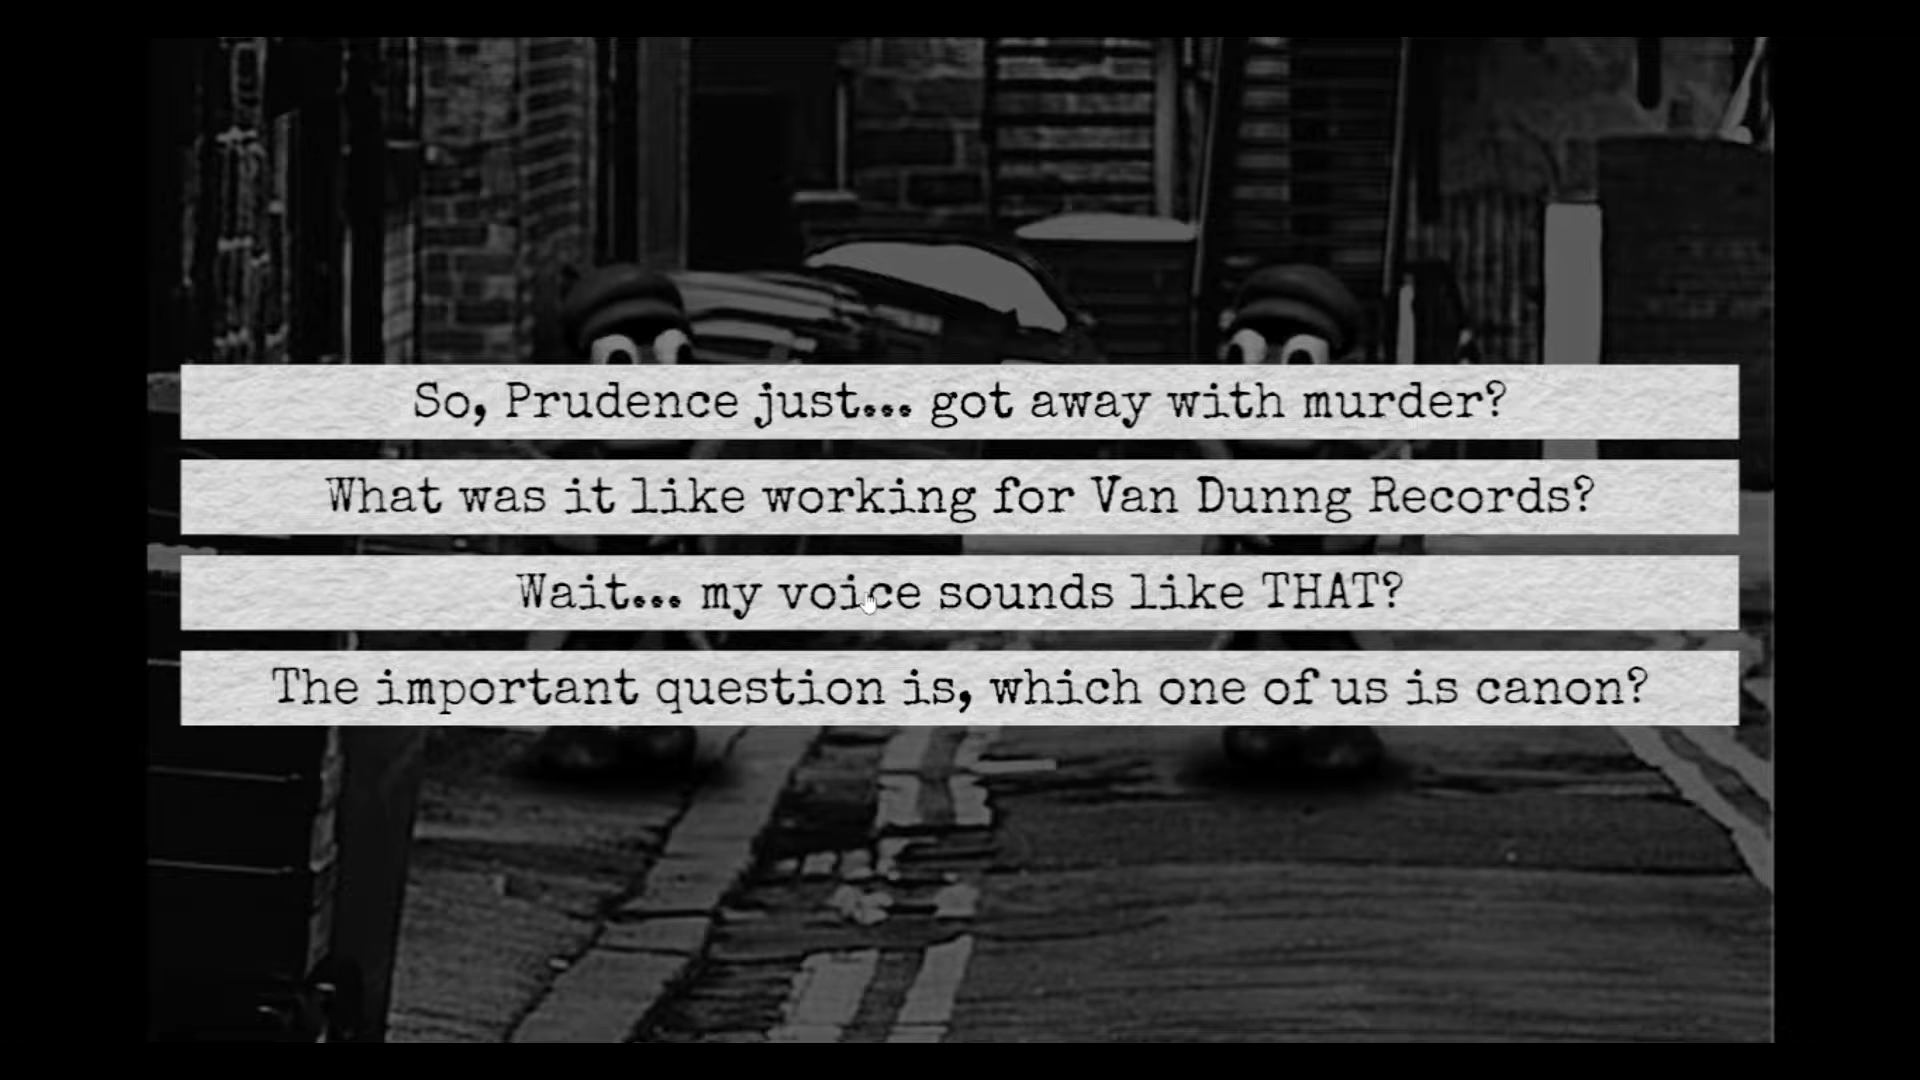 So, Prudence just... got away with murder?
What was it like working for Van Dunng Records?
Wait... my voice sounds like THAT?
The important question is, which one of us is canon?